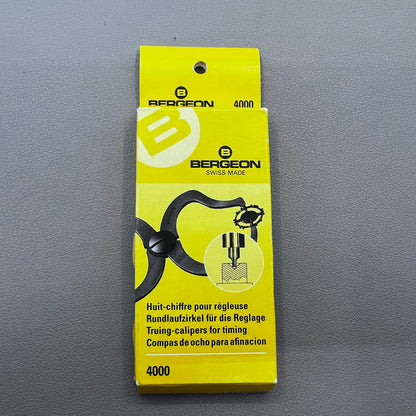 B
BERGEON 4000
B
B
BERGEON
SWISS MADE
Huit-chiffre pour régleuse
Rundlaufzirkel für die Reglage
Truing-calipers for timing
Compas de ocho para afinacion
4000